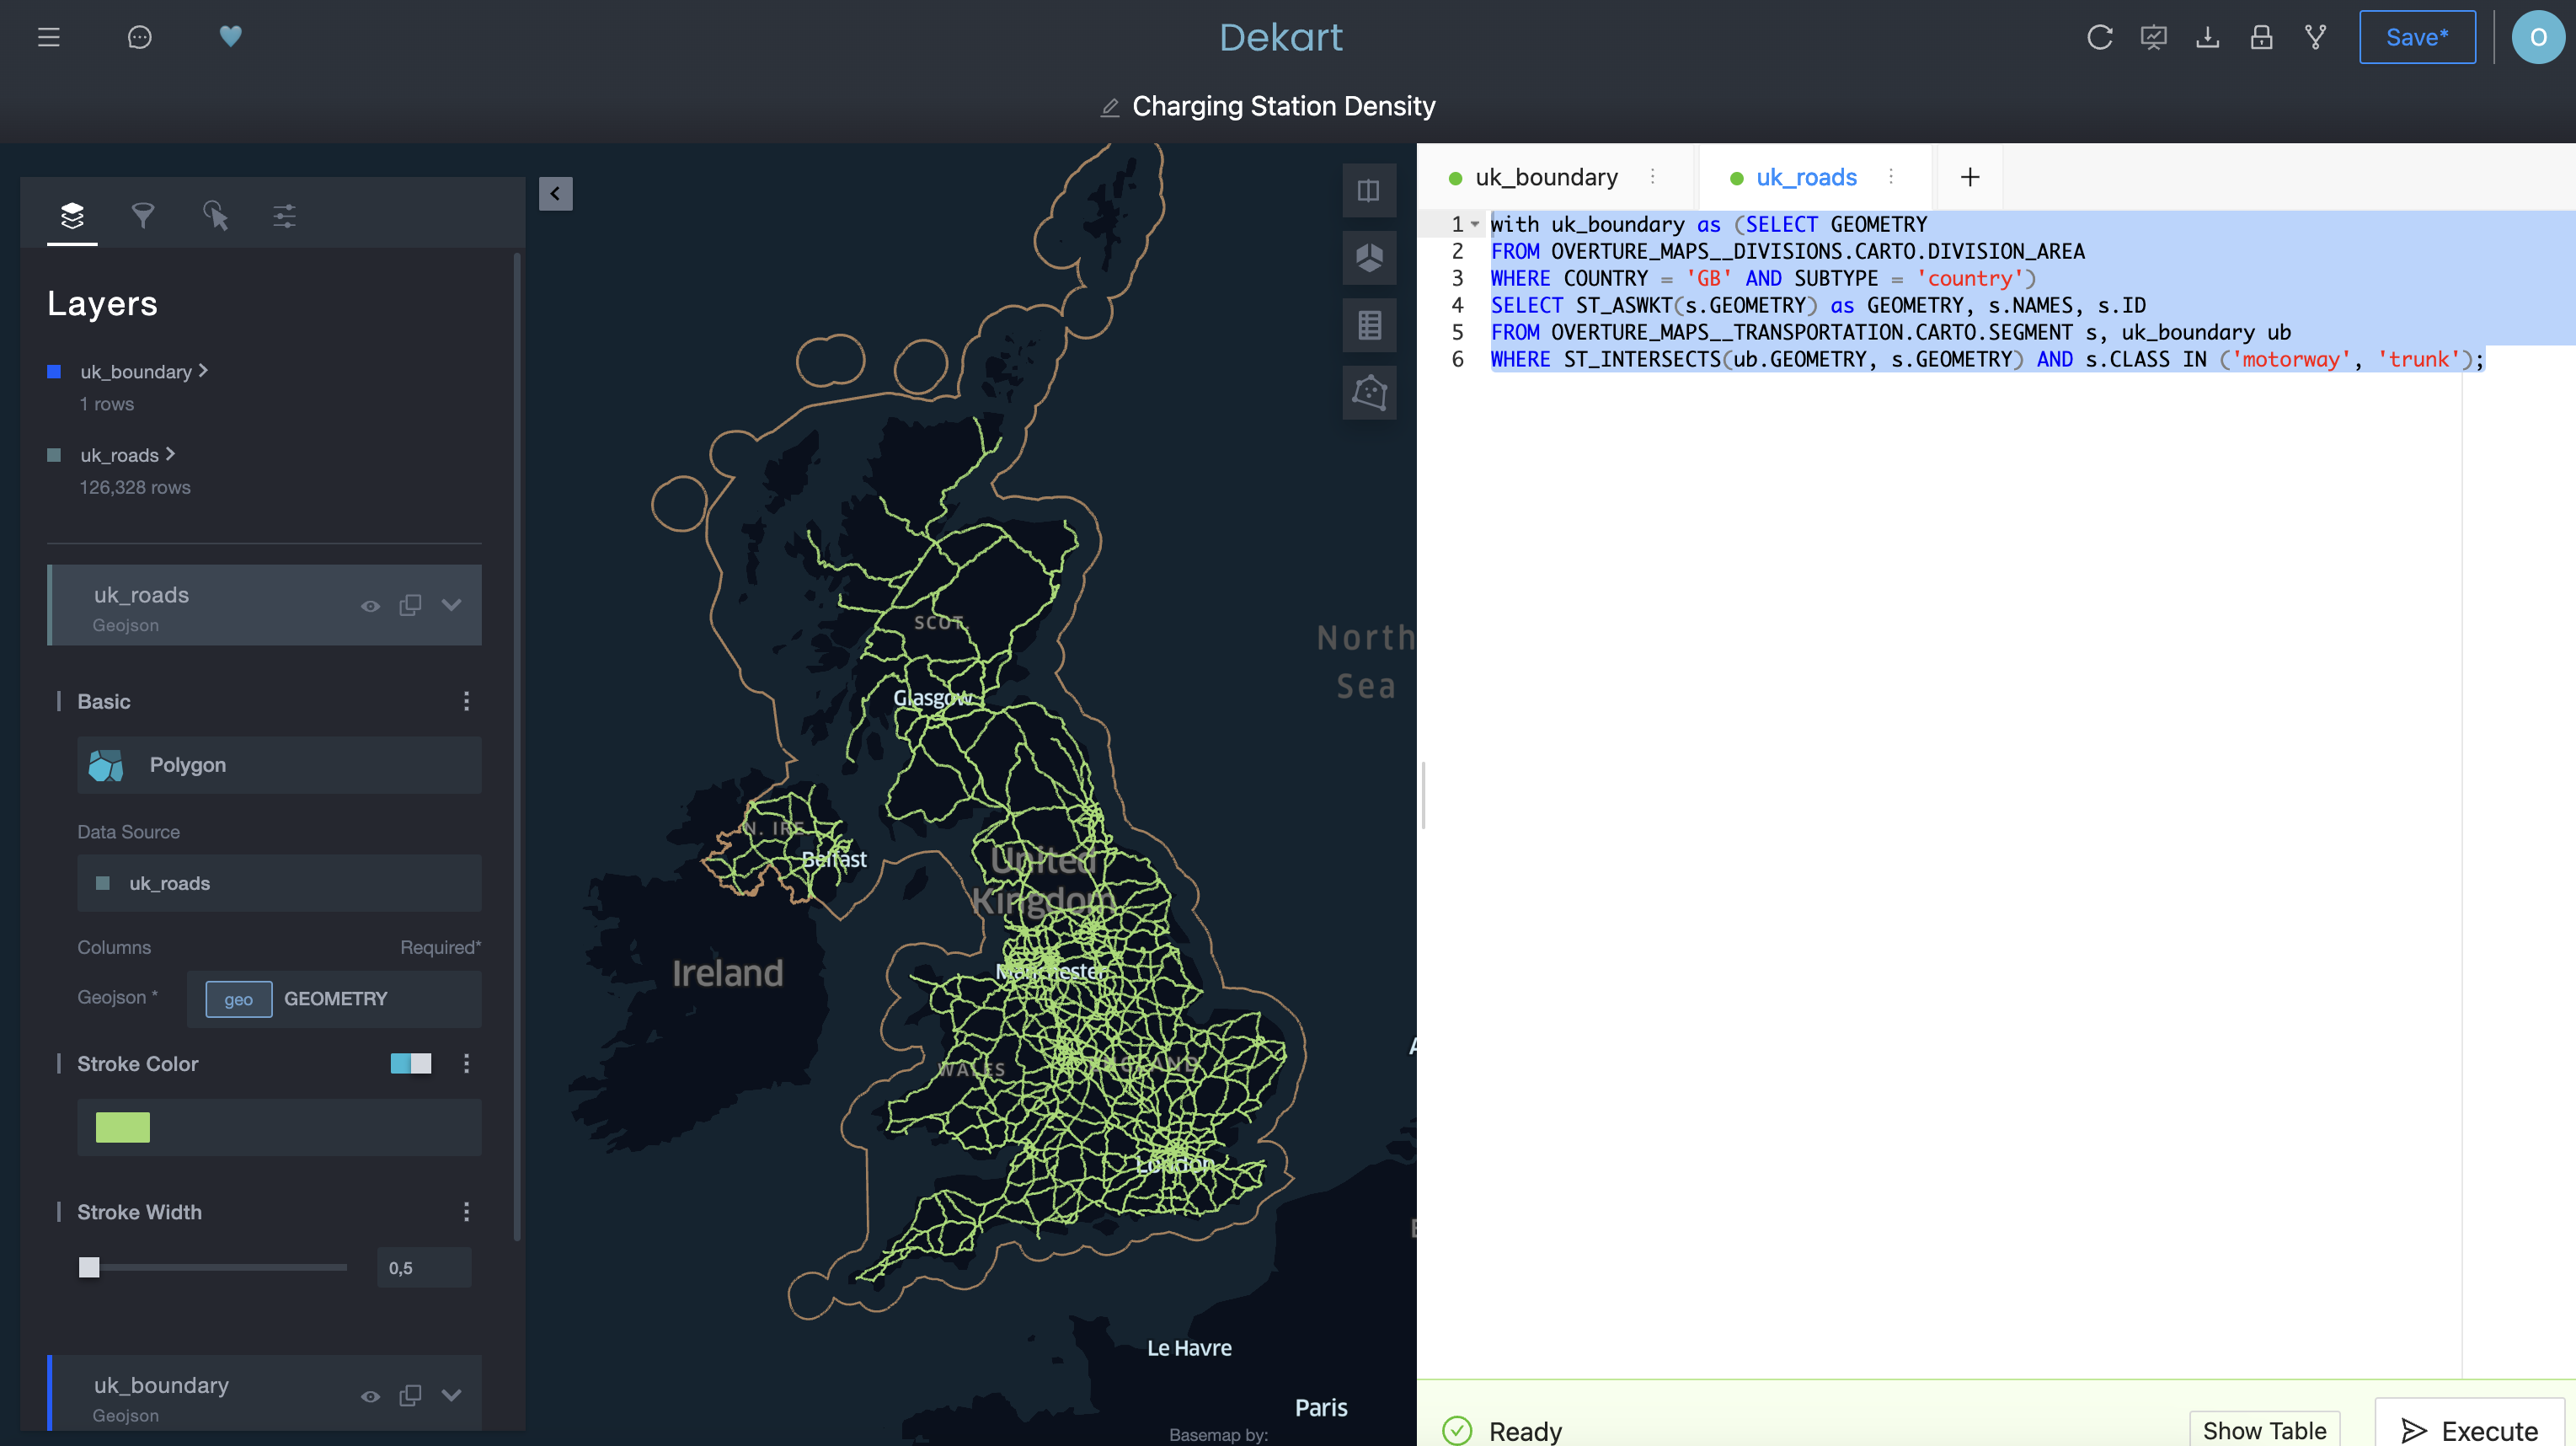 Dekart
Save*
O
Charging Station Density
Layers
uk_boundary
1 rows
uk_roads
126,328 rows
uk_roads
Geojson
Basic
Polygon
Data Source
uk_roads
Columns
Required*
Geojson *
geo
GEOMETRY
Stroke Color
Stroke Width
0,5
uk_boundary
Geojson
North
Sea
SCOT.
Glasgow
N. IRE.
Belfast
United
Kingdom
Ireland
Manchester
WALES
ENGLAND
London
Le Havre
Paris
Basemap by:
uk_boundary
uk_roads
+
1 with uk_boundary as (SELECT GEOMETRY
2 FROM OVERTURE_MAPS__DIVISIONS.CARTO.DIVISION_AREA
3 WHERE COUNTRY = 'GB' AND SUBTYPE = 'country')
4 SELECT ST_ASWKT(s.GEOMETRY) as GEOMETRY, s.NAMES, s.ID
5 FROM OVERTURE_MAPS__TRANSPORTATION.CARTO.SEGMENT s, uk_boundary ub
6 WHERE ST_INTERSECTS(ub.GEOMETRY, s.GEOMETRY) AND s.CLASS IN ('motorway', 'trunk');
Ready
Show Table
Execute